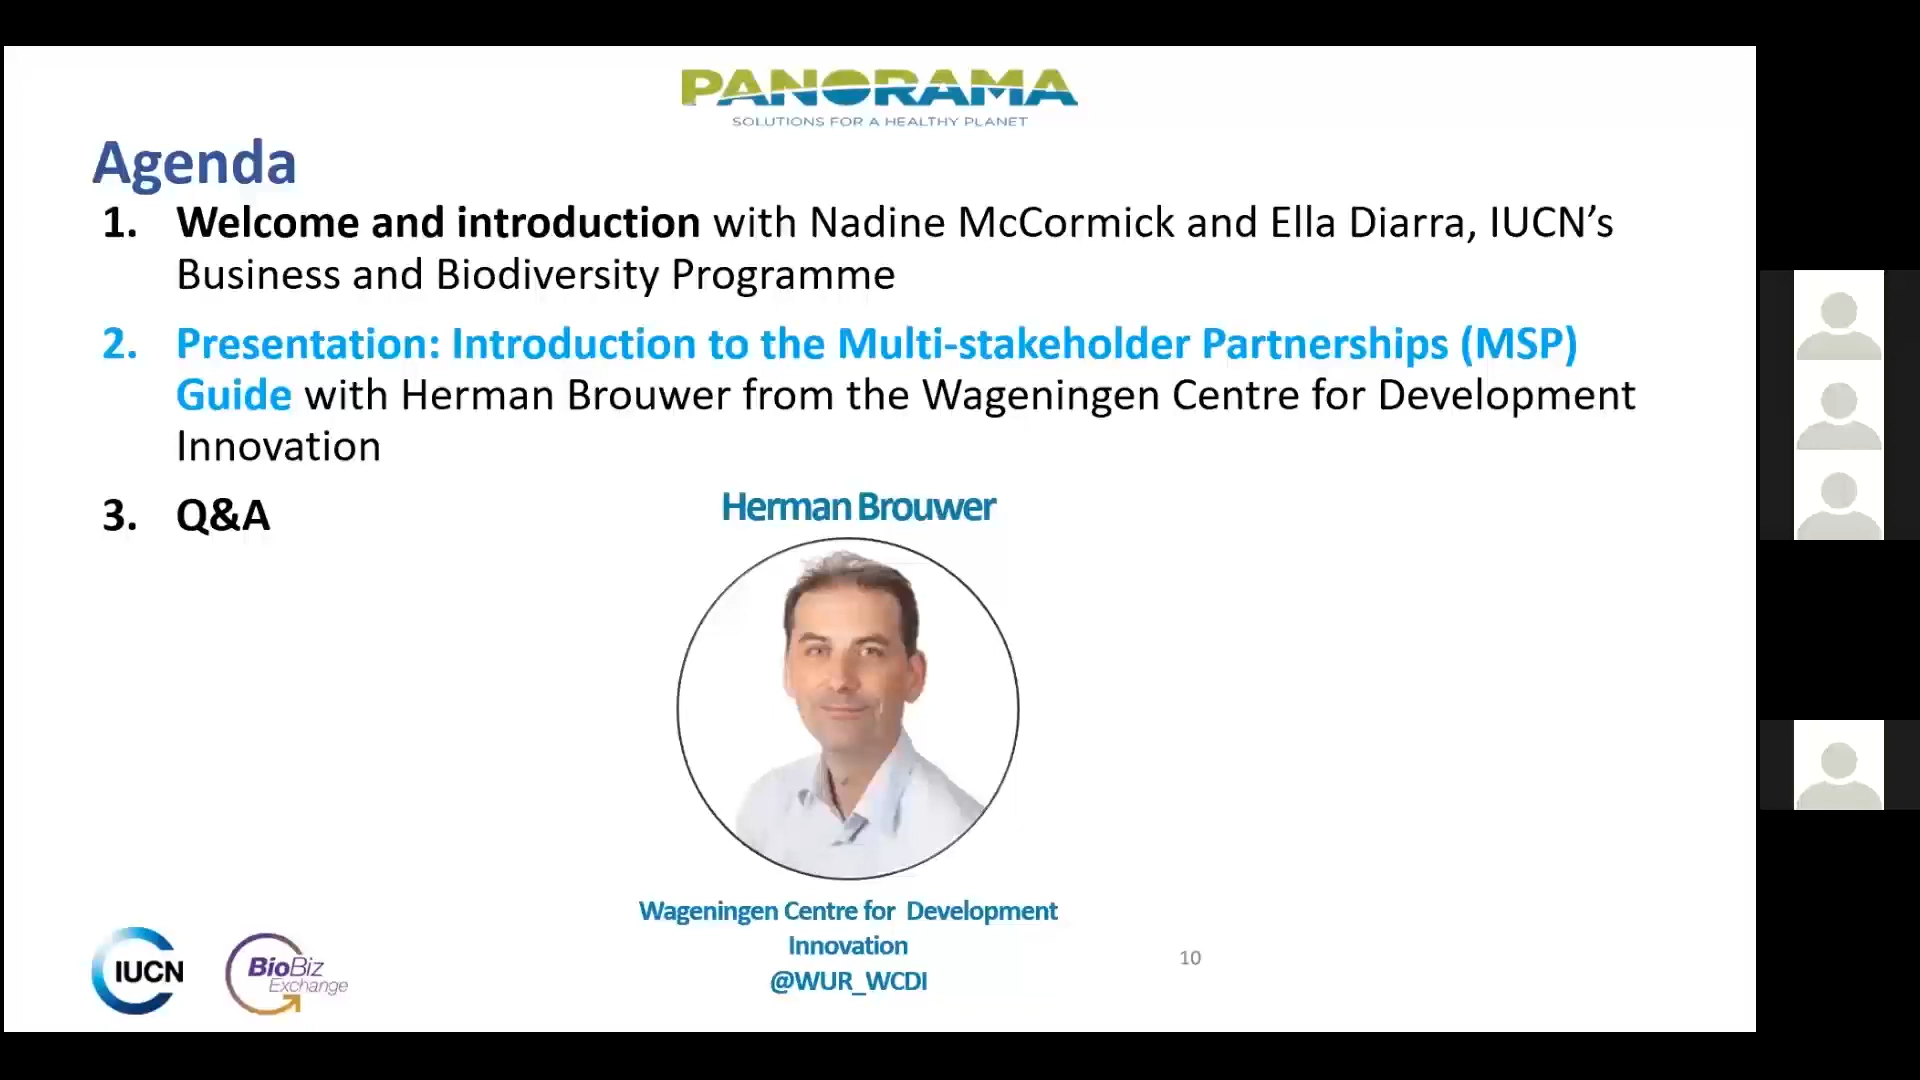 PANORAMA
SOLUTIONS FOR A HEALTHY PLANET
Agenda
1. Welcome and introduction with Nadine McCormick and Ella Diarra, IUCN’s
Business and Biodiversity Programme
2. Presentation: Introduction to the Multi-stakeholder Partnerships (MSP)
Guide with Herman Brouwer from the Wageningen Centre for Development
Innovation
3. Q&A
Herman Brouwer
Wageningen Centre for Development
Innovation
@WUR_WCDI
IUCN
BioBiz
Exchange
10